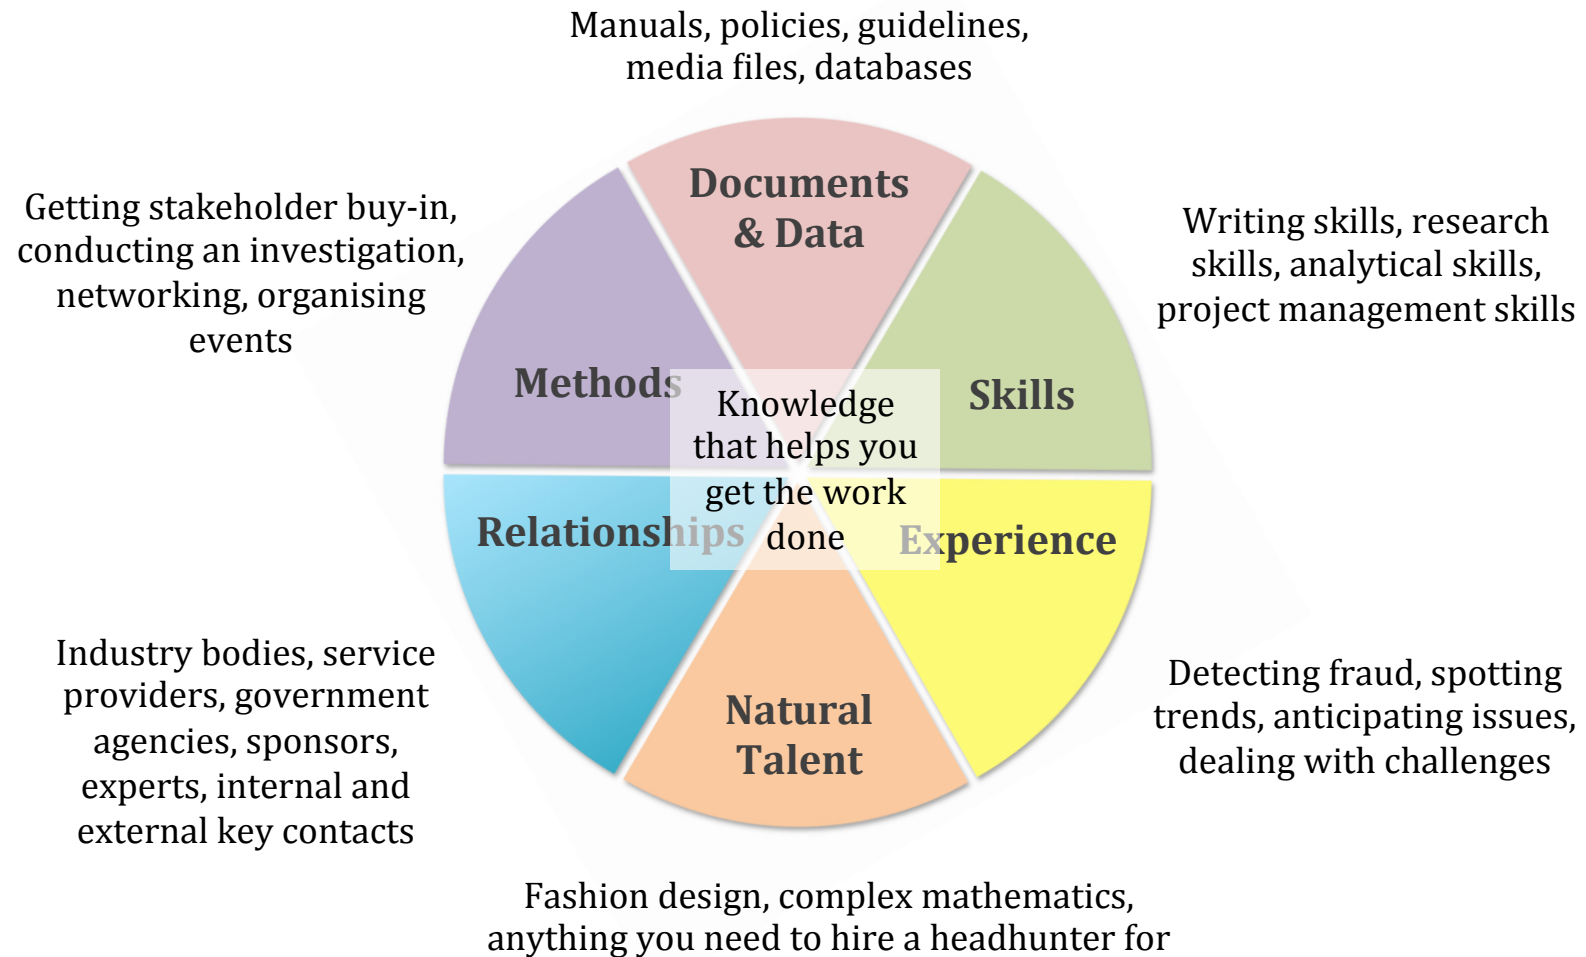 Manuals, policies, guidelines,
media files, databases
Documents
& Data
Getting stakeholder buy-in,
conducting an investigation,
networking, organising
events
Writing skills, research
skills, analytical skills,
project management skills
Methods
Skills
Knowledge
that helps you
get the work
done
Relationships
Experience
Natural
Talent
Industry bodies, service
providers, government
agencies, sponsors,
experts, internal and
external key contacts
Detecting fraud, spotting
trends, anticipating issues,
dealing with challenges
Fashion design, complex mathematics,
anything you need to hire a headhunter for